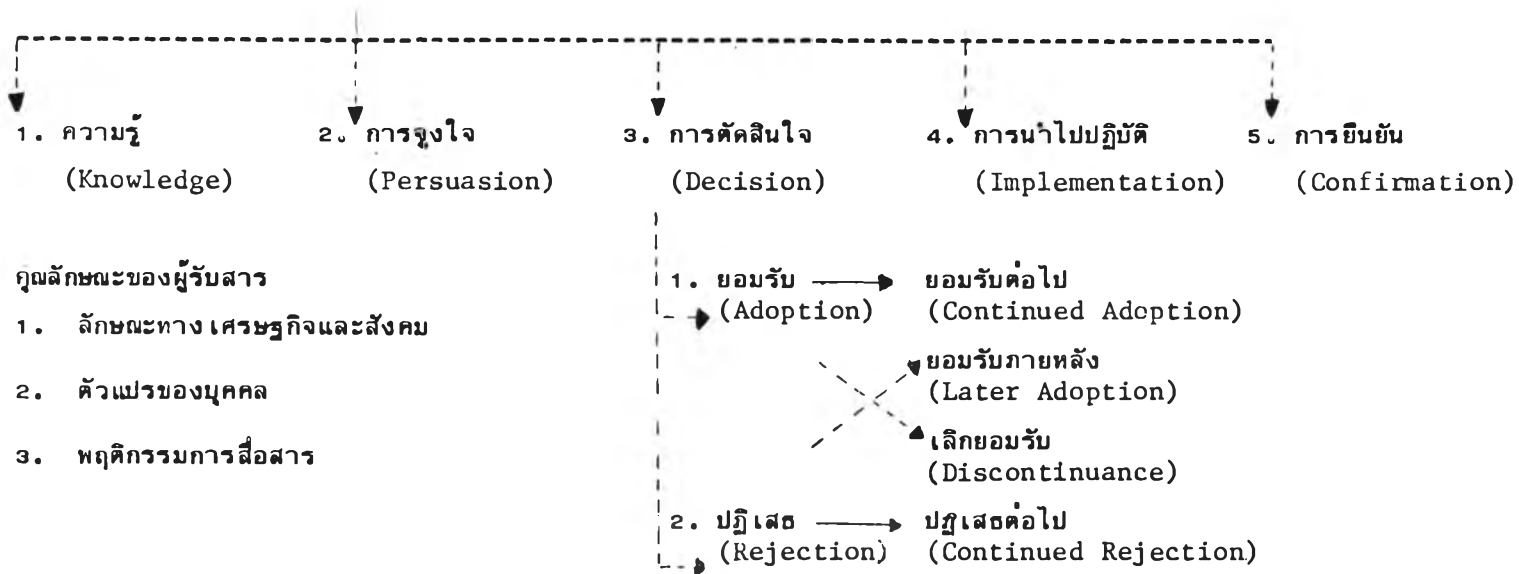 1. ความรู้ 2. การจูงใจ 3. การตัดสินใจ 4. การนำไปปฏิบัติ 5. การยืนยัน
(Knowledge) (Persuasion) (Decision) (Implementation) (Confirmation)
คุณลักษณะของผู้รับสาร
1. ลักษณะทางเศรษฐกิจและสังคม
2. ตัวแปรของบุคคล
3. พฤติกรรมการสื่อสาร
1. ยอมรับ ยอมรับต่อไป
(Adoption) (Continued Adoption)
ยอมรับภายหลัง
(Later Adoption)
เลิกยอมรับ
(Discontinuance)
2. ปฏิเสธ ปฏิเสธต่อไป
(Rejection) (Continued Rejection)